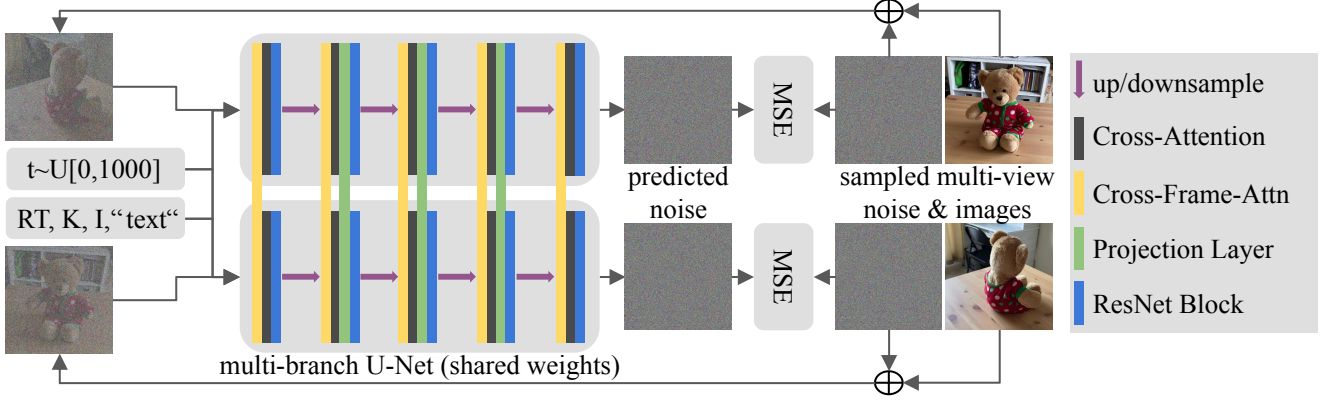 t~U[0,1000]
RT, K, I,“text“
multi-branch U-Net (shared weights)
predicted
noise
MSE
MSE
sampled multi-view
noise & images
up/downsample
Cross-Attention
Cross-Frame-Attn
Projection Layer
ResNet Block